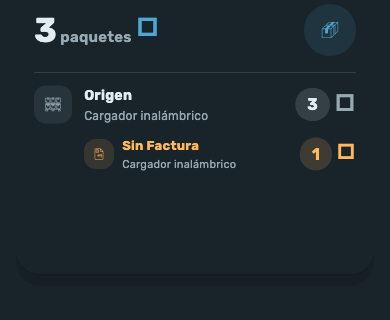 3 paquetes
Origen
Cargador inalámbrico
3
Sin Factura
Cargador inalámbrico
1